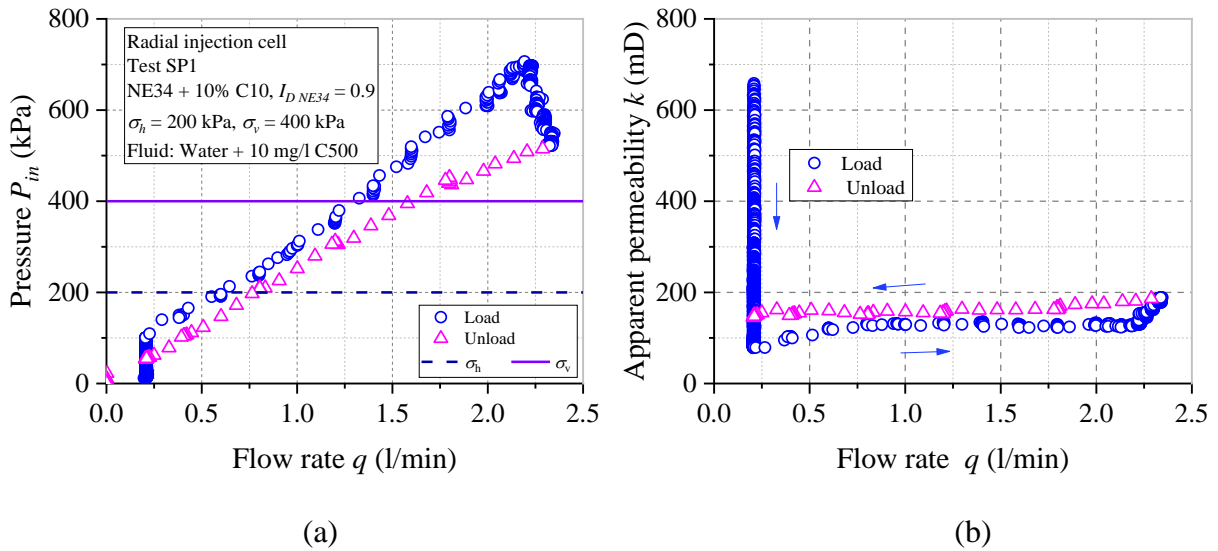 800
600
400
200
0
Pressure P_in (kPa)
Radial injection cell
Test SP1
NE34 + 10% C10, I_D NE34 = 0.9
σ_h = 200 kPa, σ_v = 400 kPa
Fluid: Water + 10 mg/l C500
Load
Unload
σ_h σ_v
0.0 0.5 1.0 1.5 2.0 2.5
Flow rate q (l/min)
(a)
800
600
400
200
0
Apparent permeability k (mD)
Load
Unload
0.0 0.5 1.0 1.5 2.0 2.5
Flow rate q (l/min)
(b)